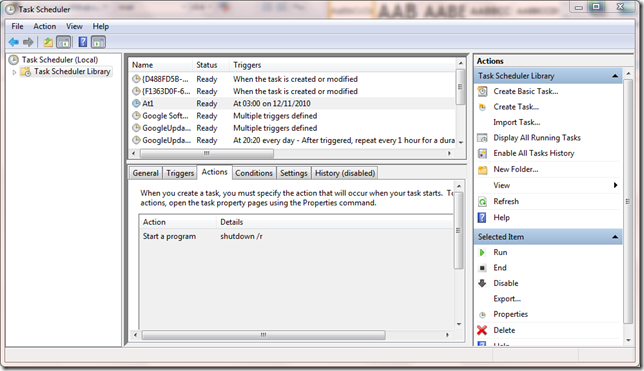 Task Scheduler
AAB AABE AABBCC
File Action View Help
Task Scheduler (Local)
Task Scheduler Library
Name Status Triggers
{D488FD5B-... Ready When the task is created or modified
{F1363D0F-6... Ready When the task is created or modified
At1 Ready At 03:00 on 12/11/2010
Google Soft... Ready Multiple triggers defined
GoogleUpda... Ready Multiple triggers defined
GoogleUpda... Ready At 20:20 every day - After triggered, repeat every 1 hour for a dura
General Triggers Actions Conditions Settings History (disabled)
When you create a task, you must specify the action that will occur when your task starts. To
actions, open the task property pages using the Properties command.
Action Details
Start a program shutdown /r
Actions
Task Scheduler Library
Create Basic Task...
Create Task...
Import Task...
Display All Running Tasks
Enable All Tasks History
New Folder...
View
Refresh
Help
Selected Item
Run
End
Disable
Export...
Properties
Delete
Help